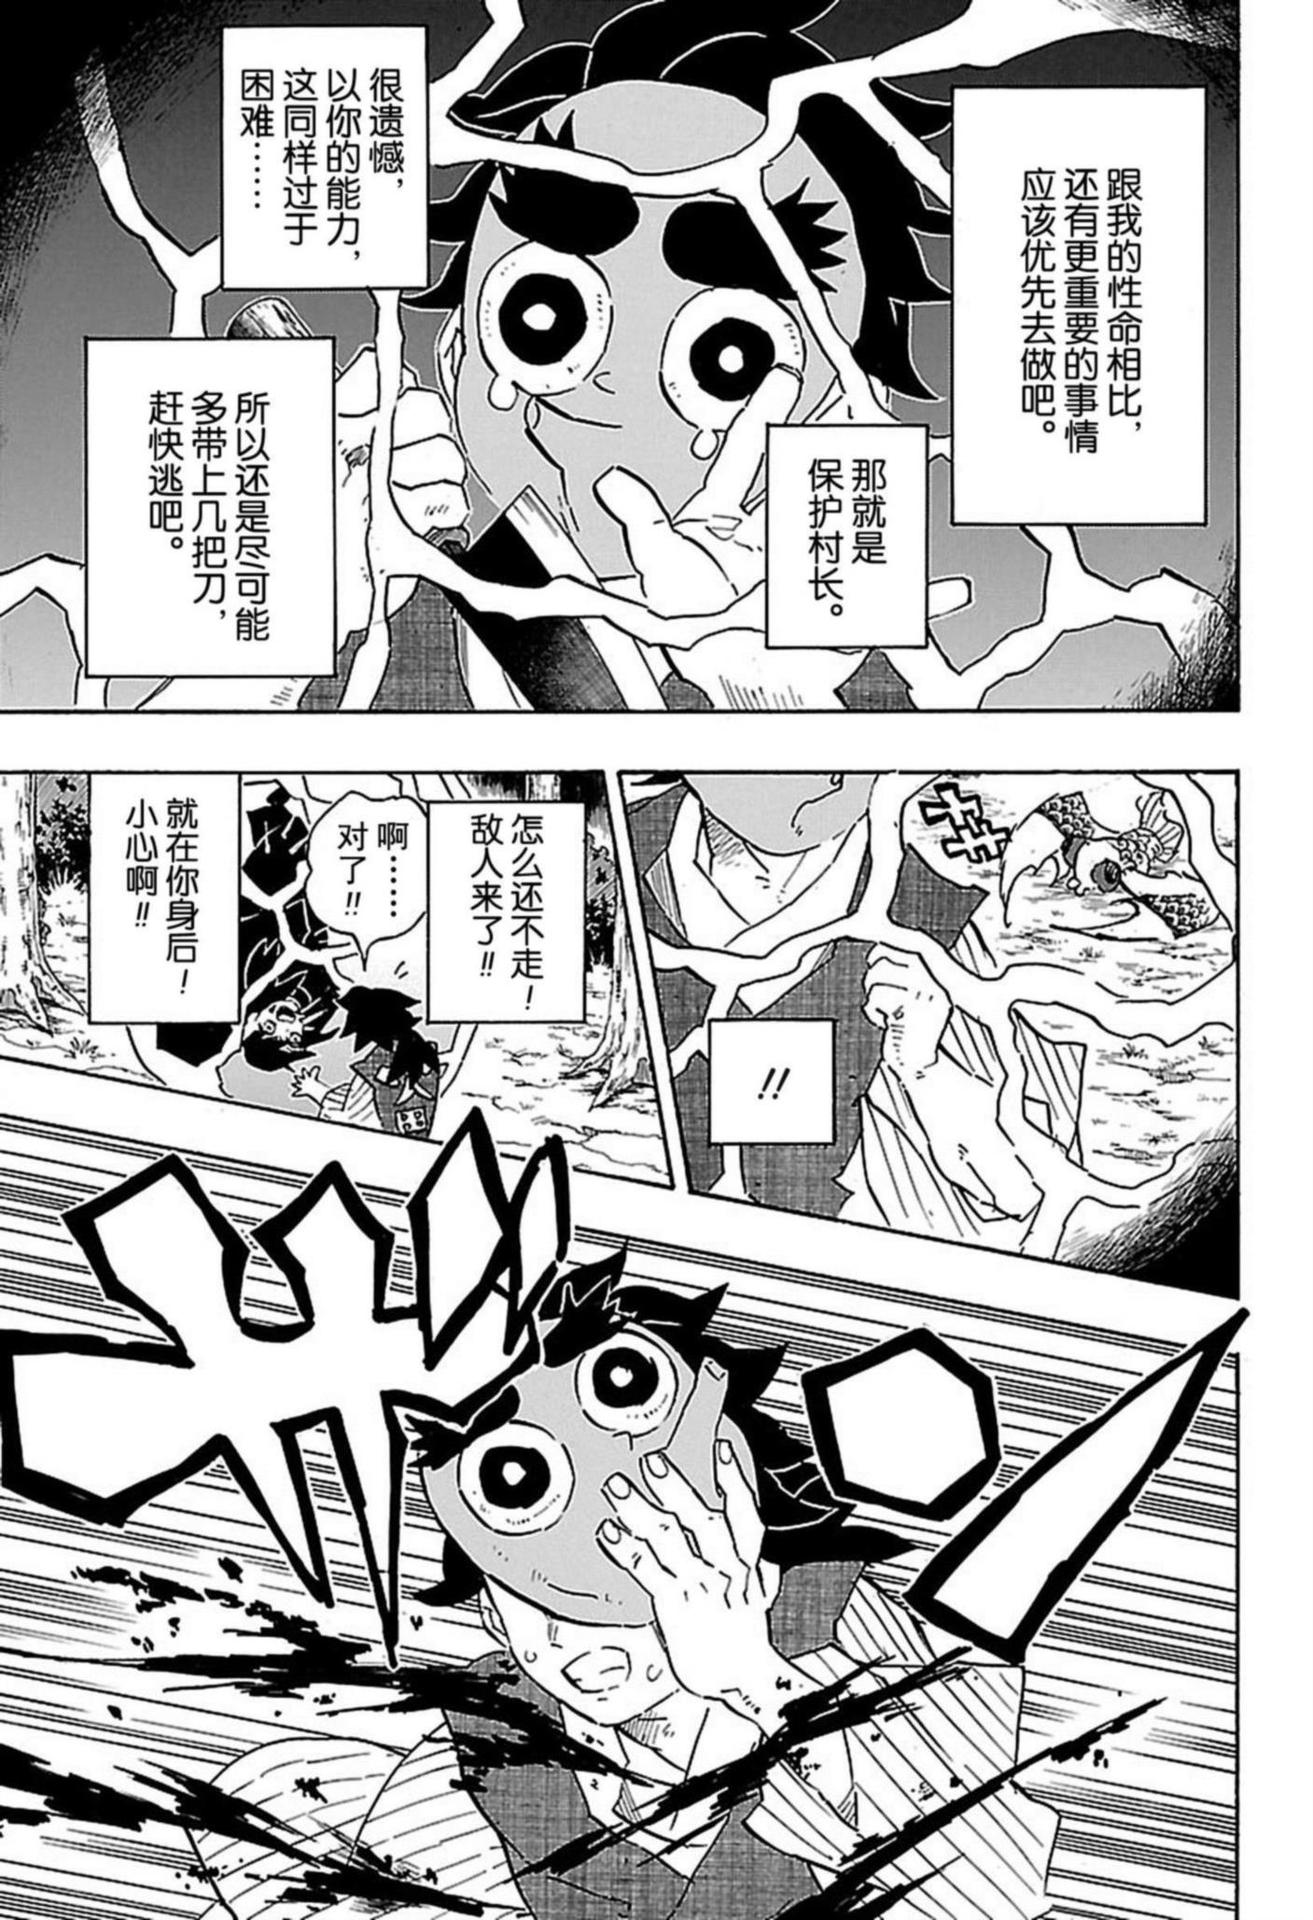 跟我的性命相比，
还有更重要的事情
应该优先去做吧。
那就是
保护村长。
很遗憾，
以你的能力，
这同样过于
困难……
所以还是尽可能
多带上几把刀，
赶快逃吧。
!!
怎么还不走！
敌人来了!!
啊……
对了!!
就在你身后！
小心啊!!